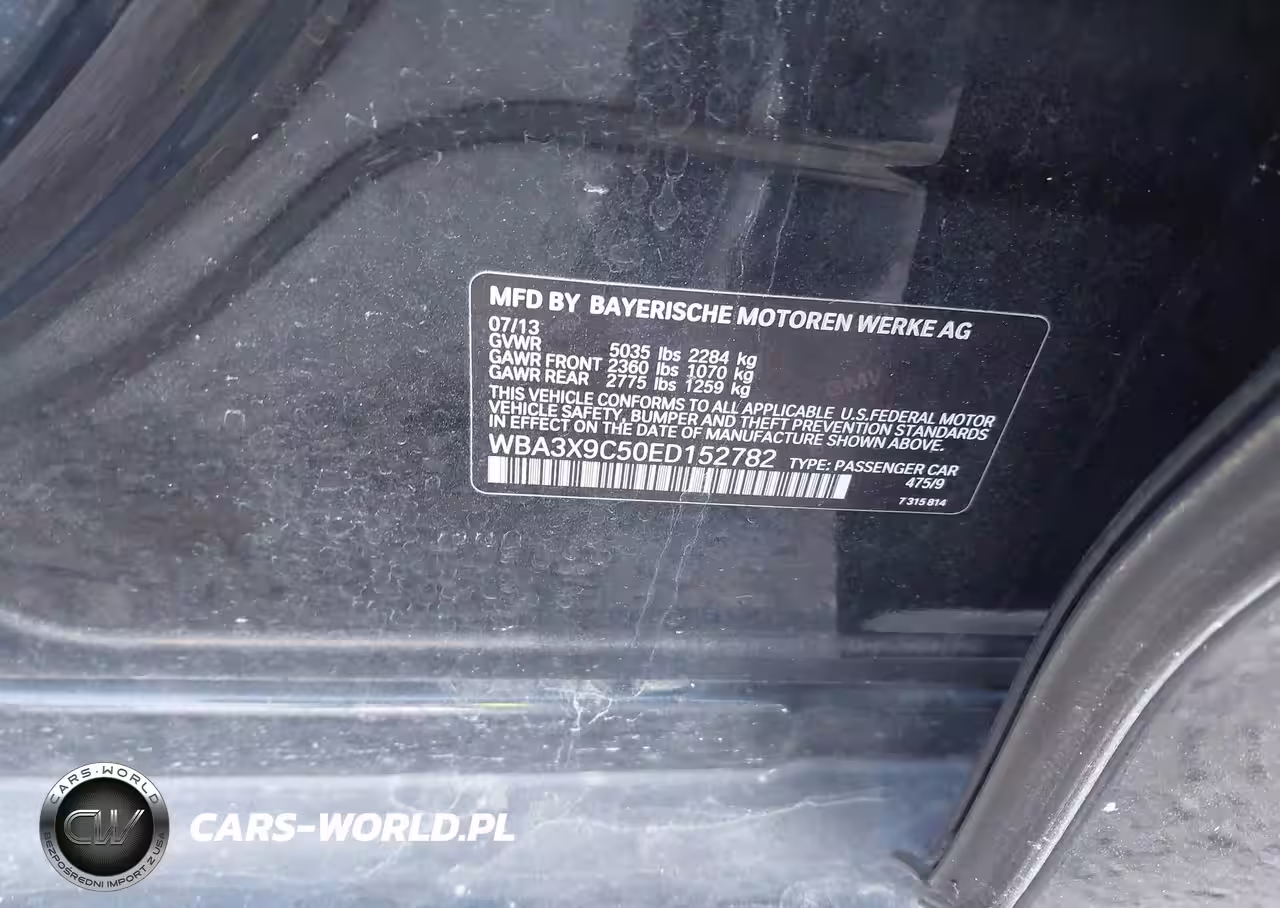 MFD BY BAYERISCHE MOTOREN WERKE AG
07/13
GVWR 5035 lbs 2284 kg
GAWR FRONT 2360 lbs 1070 kg
GAWR REAR 2775 lbs 1259 kg
THIS VEHICLE CONFORMS TO ALL APPLICABLE U.S.FEDERAL MOTOR
VEHICLE SAFETY, BUMPER AND THEFT PREVENTION STANDARDS
IN EFFECT ON THE DATE OF MANUFACTURE SHOWN ABOVE.
WBA3X9C50ED152782 TYPE: PASSENGER CAR
475/9
7 315 814
CARS-WORLD
CW
BEZPOŚREDNI IMPORT Z USA
CARS-WORLD.PL